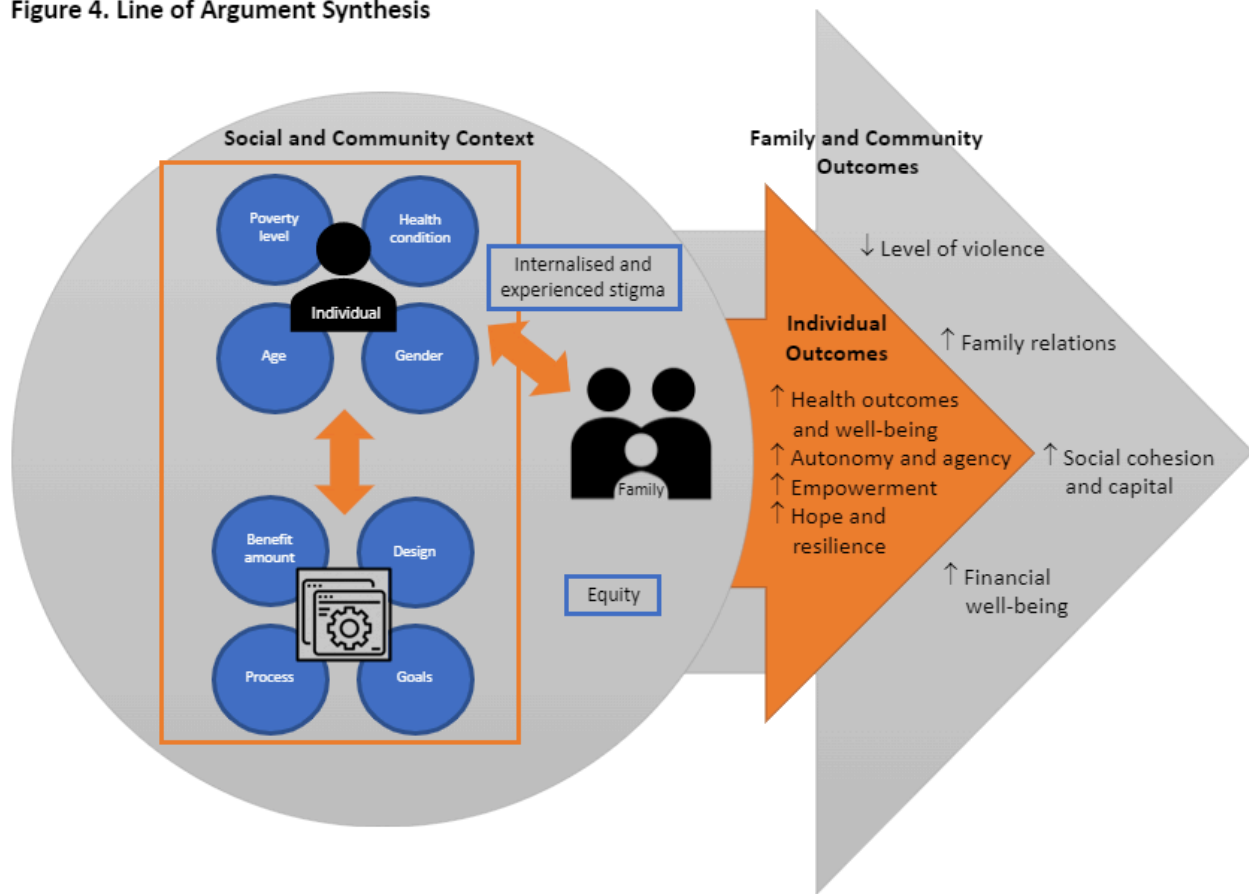 Figure 4. Line of Argument Synthesis
Social and Community Context
Poverty
level
Health
condition
Individual
Age
Gender
Internalised and
experienced stigma
Family
Benefit
amount
Design
Process
Goals
Equity
Individual
Outcomes
↑ Health outcomes
and well-being
↑ Autonomy and agency
↑ Empowerment
↑ Hope and
resilience
Family and Community
Outcomes
↓ Level of violence
↑ Family relations
↑ Social cohesion
and capital
↑ Financial
well-being